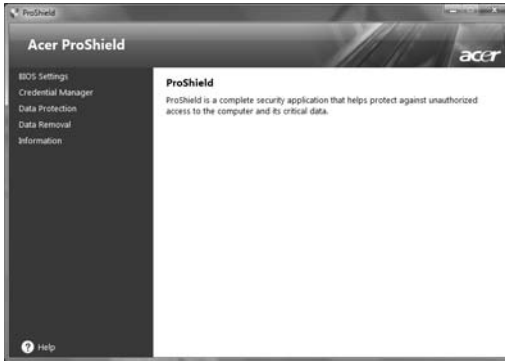 ProShield
Acer ProShield
acer
BIOS Settings
Credential Manager
Data Protection
Data Removal
Information
ProShield
ProShield is a complete security application that helps protect against unauthorized
access to the computer and its critical data.
? Help